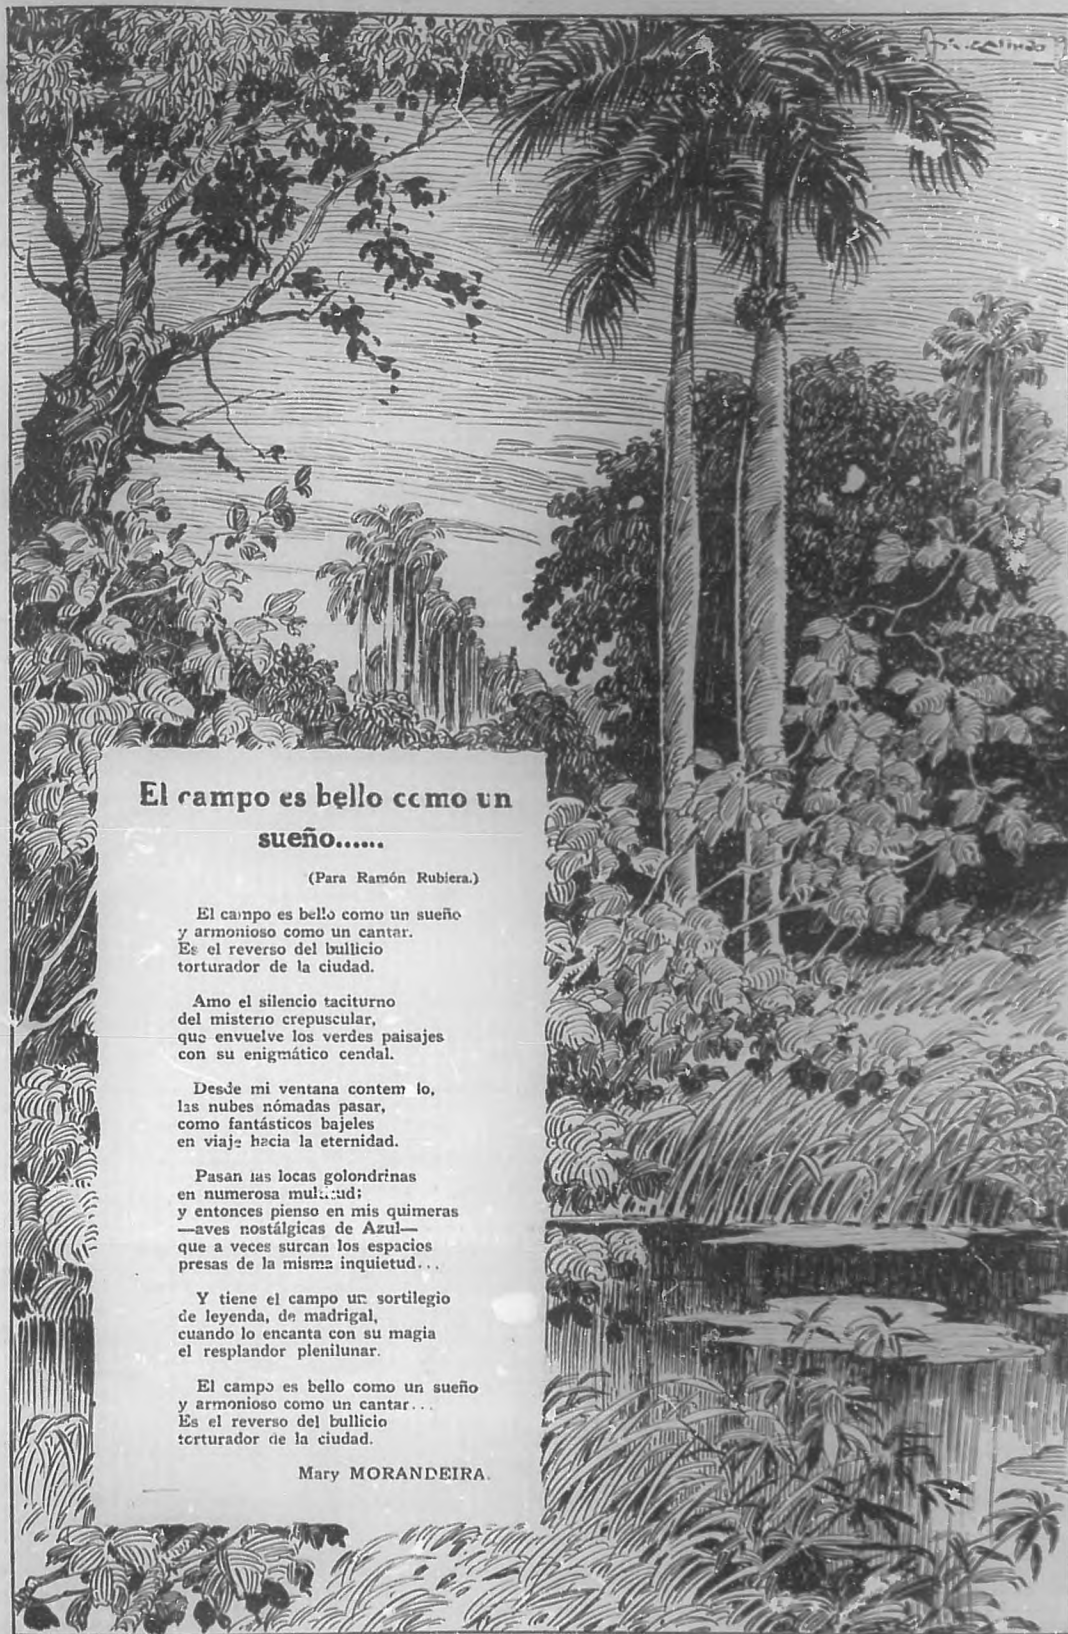 El campo es bello como un
sueño......
(Para Ramón Rubiera.)
El campo es bello como un sueño
y armonioso como un cantar.
Es el reverso del bullicio
torturador de la ciudad.
Amo el silencio taciturno
del misterio crepuscular,
que envuelve los verdes paisajes
con su enigmático cendal.
Desde mi ventana contem lo,
las nubes nómadas pasar,
como fantásticos bajeles
en viaje hacia la eternidad.
Pasan las locas golondrinas
en numerosa multitud;
y entonces pienso en mis quimeras
—aves nostálgicas de Azul—
que a veces surcan los espacios
presas de la misma inquietud...
Y tiene el campo un sortilegio
de leyenda, de madrigal,
cuando lo encanta con su magia
el resplandor plenilunar.
El campo es bello como un sueño
y armonioso como un cantar...
Es el reverso del bullicio
torturador de la ciudad.
Mary MORANDEIRA.